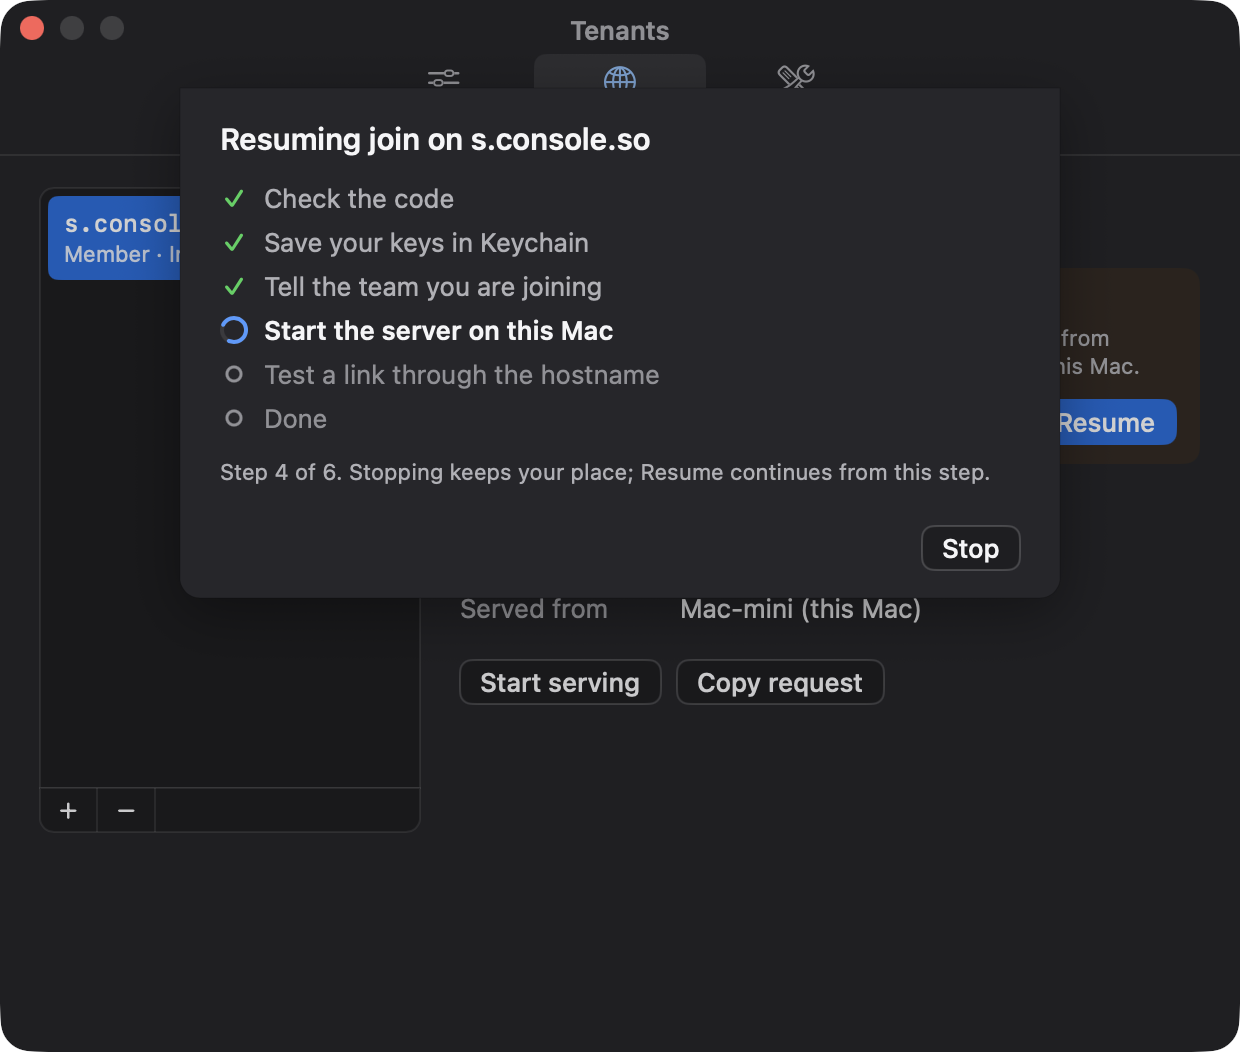 Tenants
Resuming join on s.console.so
Check the code
Save your keys in Keychain
Tell the team you are joining
Start the server on this Mac
Test a link through the hostname
Done
Step 4 of 6. Stopping keeps your place; Resume continues from this step.
Stop
s.consol
Member ·
from
his Mac.
Resume
Served from Mac-mini (this Mac)
Start serving Copy request
+ −